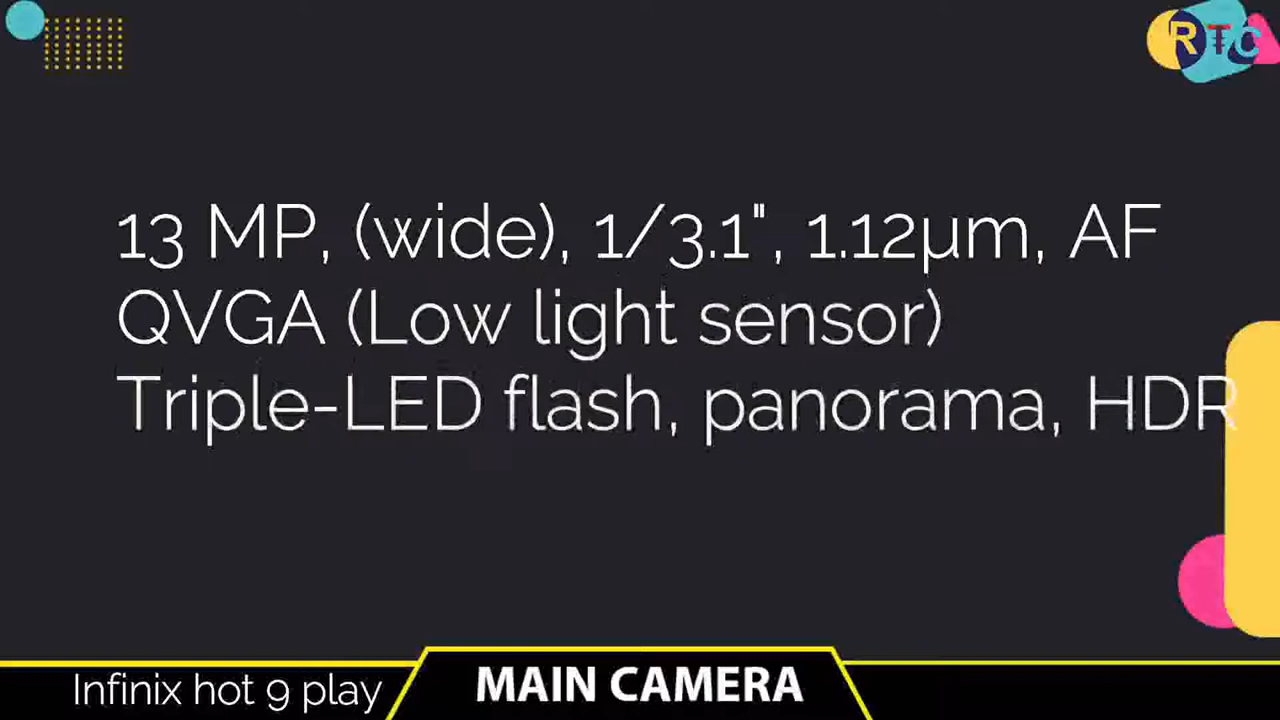 RTC
13 MP, (wide), 1/3.1", 1.12µm, AF
QVGA (Low light sensor)
Triple-LED flash, panorama, HDR
Infinix hot 9 play
MAIN CAMERA